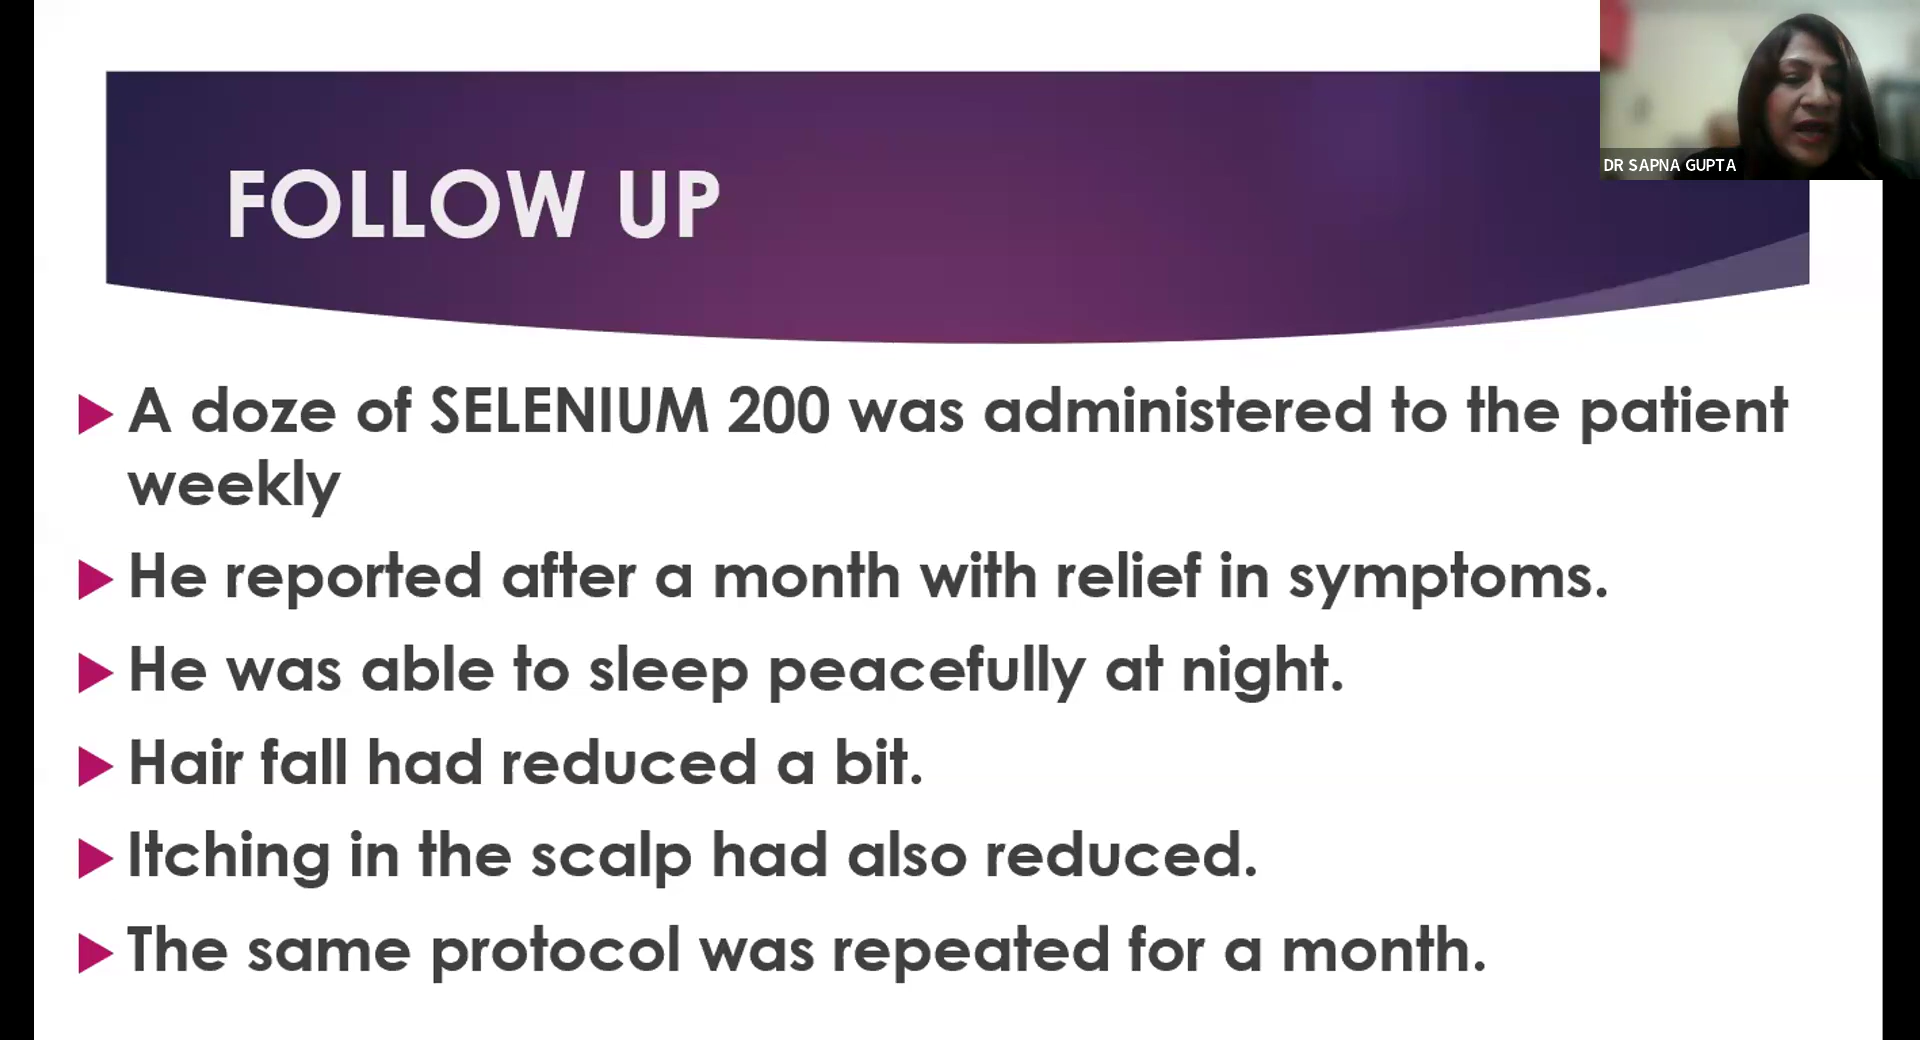 DR SAPNA GUPTA
FOLLOW UP
A doze of SELENIUM 200 was administered to the patient
weekly
He reported after a month with relief in symptoms.
He was able to sleep peacefully at night.
Hair fall had reduced a bit.
Itching in the scalp had also reduced.
The same protocol was repeated for a month.